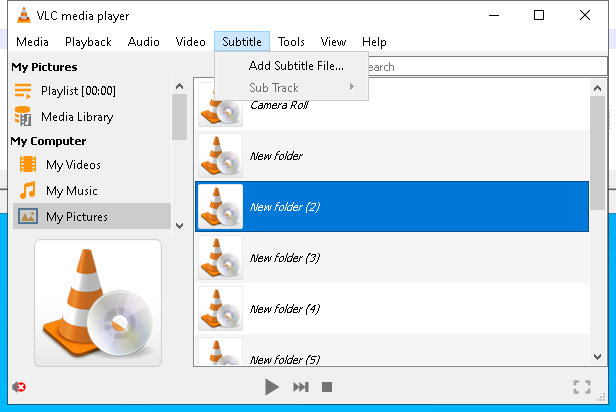 VLC media player
Media Playback Audio Video Subtitle Tools View Help
My Pictures
Playlist [00:00]
Media Library
My Computer
My Videos
My Music
My Pictures
Add Subtitle File...
Sub Track
earch
Camera Roll
New folder
New folder (2)
New folder (3)
New folder (4)
New folder (5)